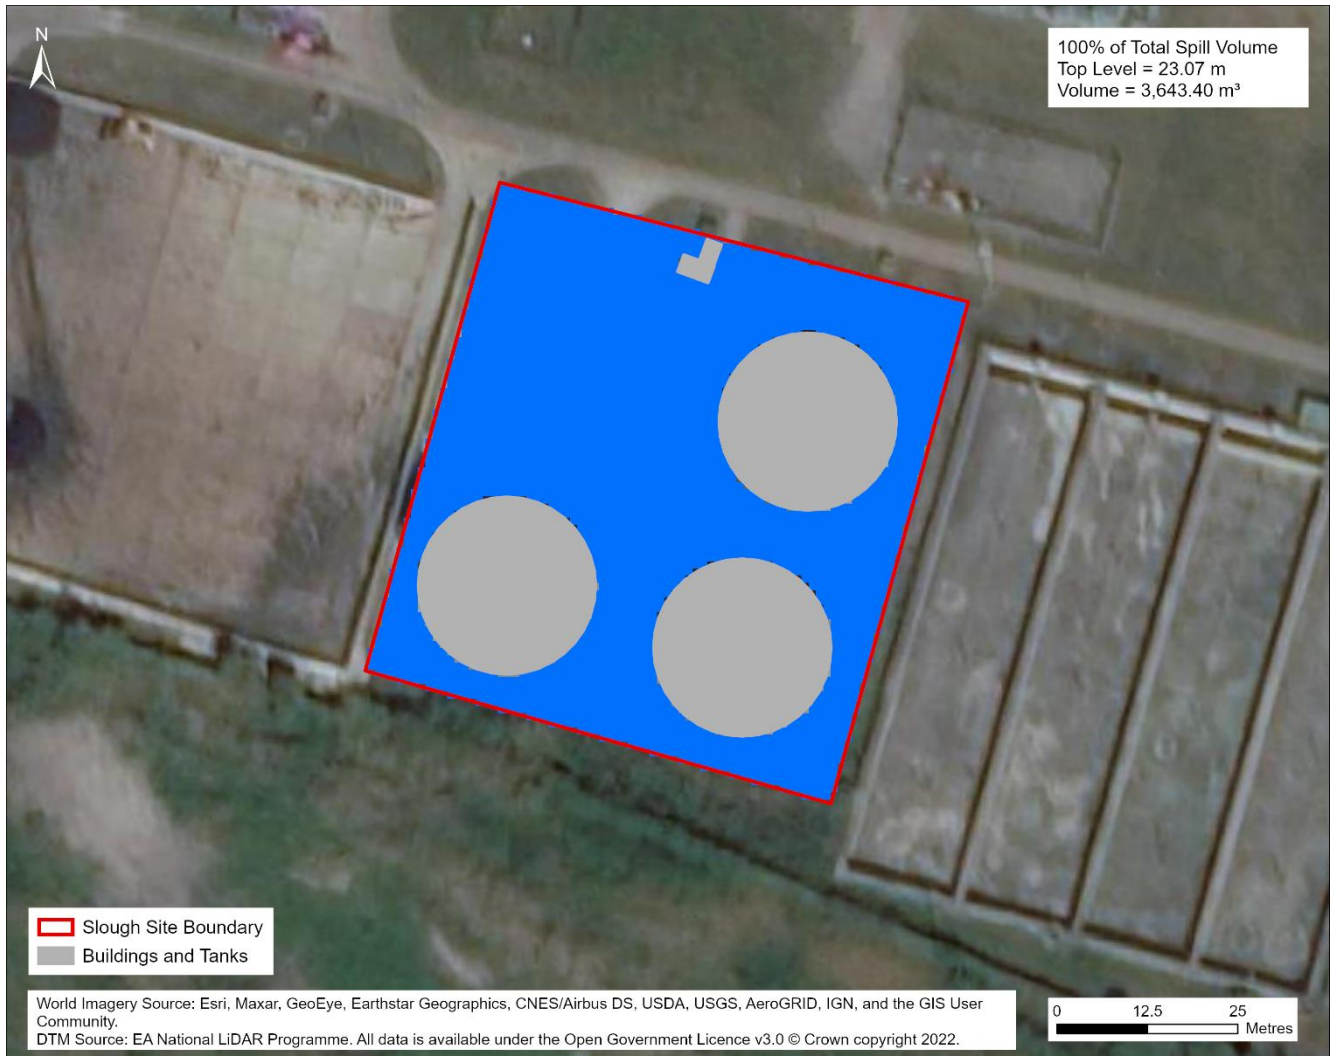 N
100% of Total Spill Volume
Top Level = 23.07 m
Volume = 3,643.40 m³
Slough Site Boundary
Buildings and Tanks
World Imagery Source: Esri, Maxar, GeoEye, Earthstar Geographics, CNES/Airbus DS, USDA, USGS, AeroGRID, IGN, and the GIS User
Community.
DTM Source: EA National LiDAR Programme. All data is available under the Open Government Licence v3.0 © Crown copyright 2022.
0 12.5 25
Metres